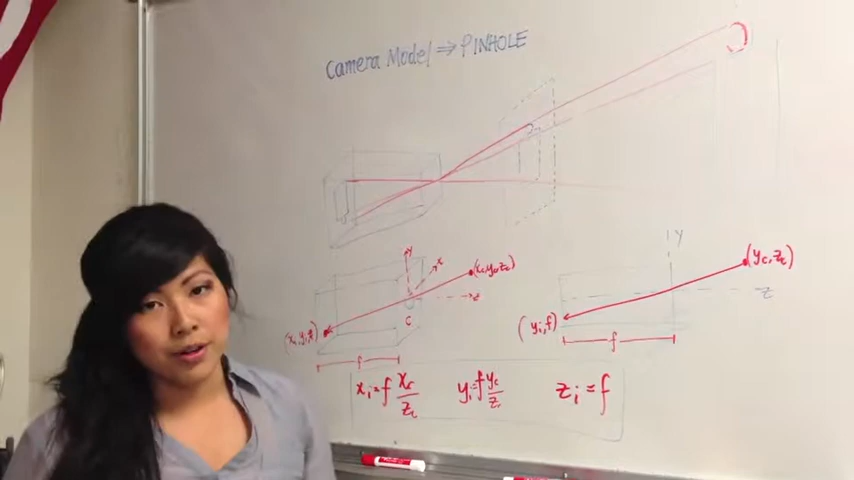 Camera Model ⇒ PINHOLE
y
x
(xc,yc,zc)
z
c
(xi,yi,f)
f
y
(yc,zc)
z
(yi,f)
f
xi = f xc/zc
yi = f yc/zc
zi = f